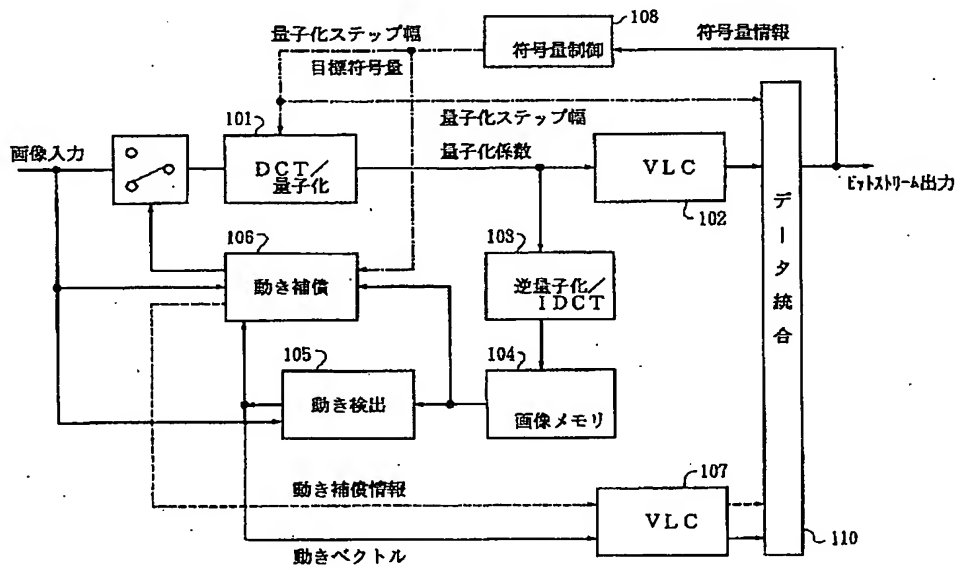 108
量子化ステップ幅
符号量制御
符号量情報
目標符号量
量子化ステップ幅
101
画像入力
DCT／
量子化
量子化係数
VLC
102
ビットストリーム出力
データ統合
106
動き補償
103
逆量子化／
IDCT
105
動き検出
104
画像メモリ
動き補償情報
107
VLC
動きベクトル
110